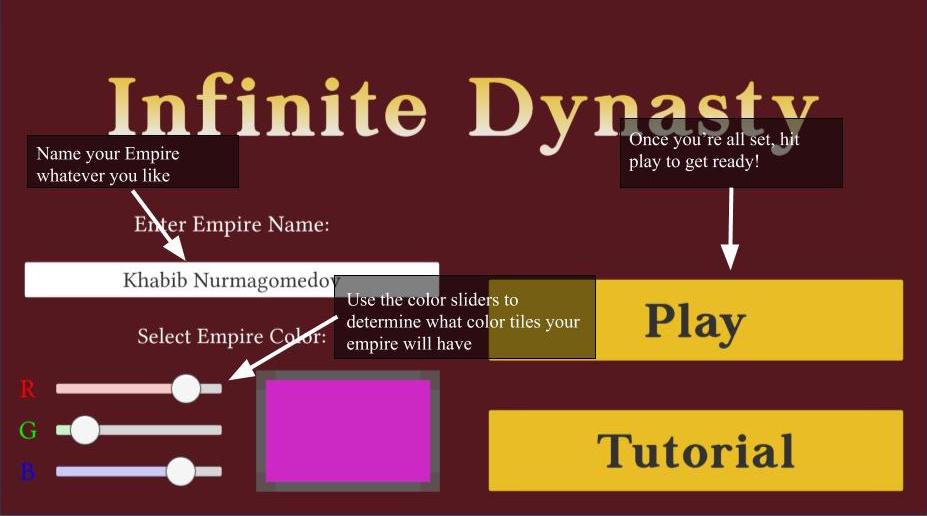 Infinite Dynasty
Name your Empire
whatever you like
Once you're all set, hit
play to get ready!
Enter Empire Name:
Khabib Nurmagomedov
Use the color sliders to
determine what color tiles your
empire will have
Select Empire Color:
Play
R
G
B
Tutorial